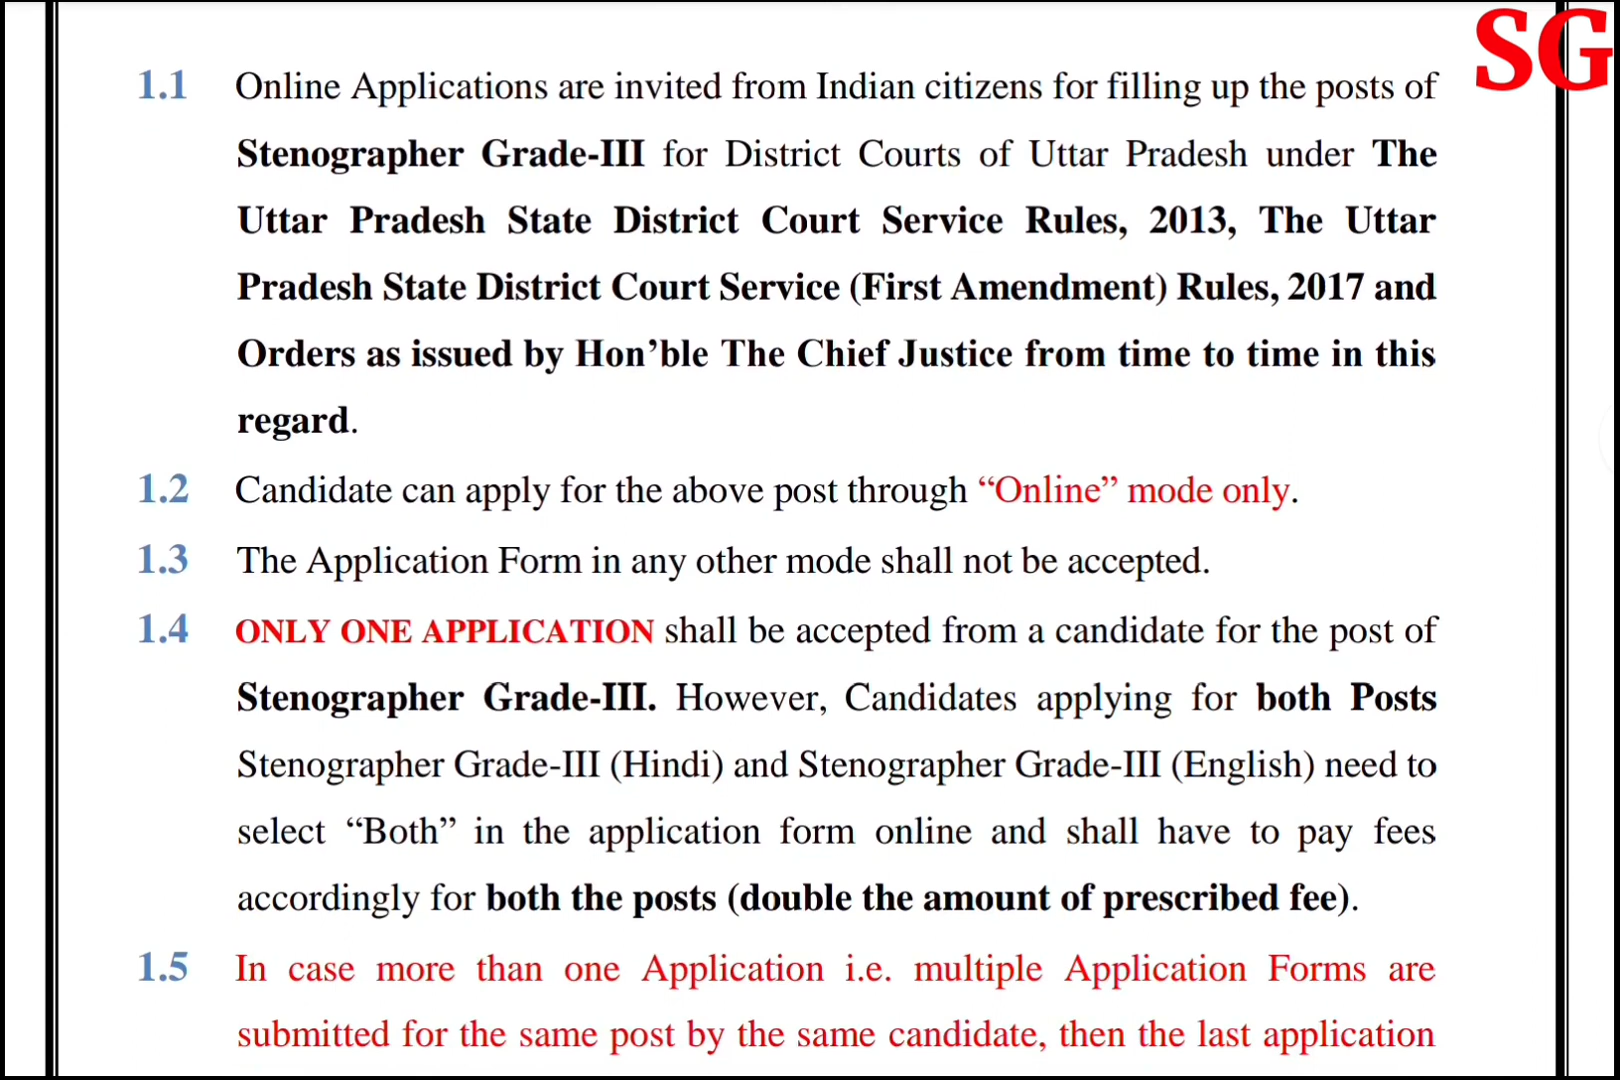 SG
1.1 Online Applications are invited from Indian citizens for filling up the posts of
Stenographer Grade-III for District Courts of Uttar Pradesh under The
Uttar Pradesh State District Court Service Rules, 2013, The Uttar
Pradesh State District Court Service (First Amendment) Rules, 2017 and
Orders as issued by Hon’ble The Chief Justice from time to time in this
regard.
1.2 Candidate can apply for the above post through “Online” mode only.
1.3 The Application Form in any other mode shall not be accepted.
1.4 ONLY ONE APPLICATION shall be accepted from a candidate for the post of
Stenographer Grade-III. However, Candidates applying for both Posts
Stenographer Grade-III (Hindi) and Stenographer Grade-III (English) need to
select “Both” in the application form online and shall have to pay fees
accordingly for both the posts (double the amount of prescribed fee).
1.5 In case more than one Application i.e. multiple Application Forms are
submitted for the same post by the same candidate, then the last application